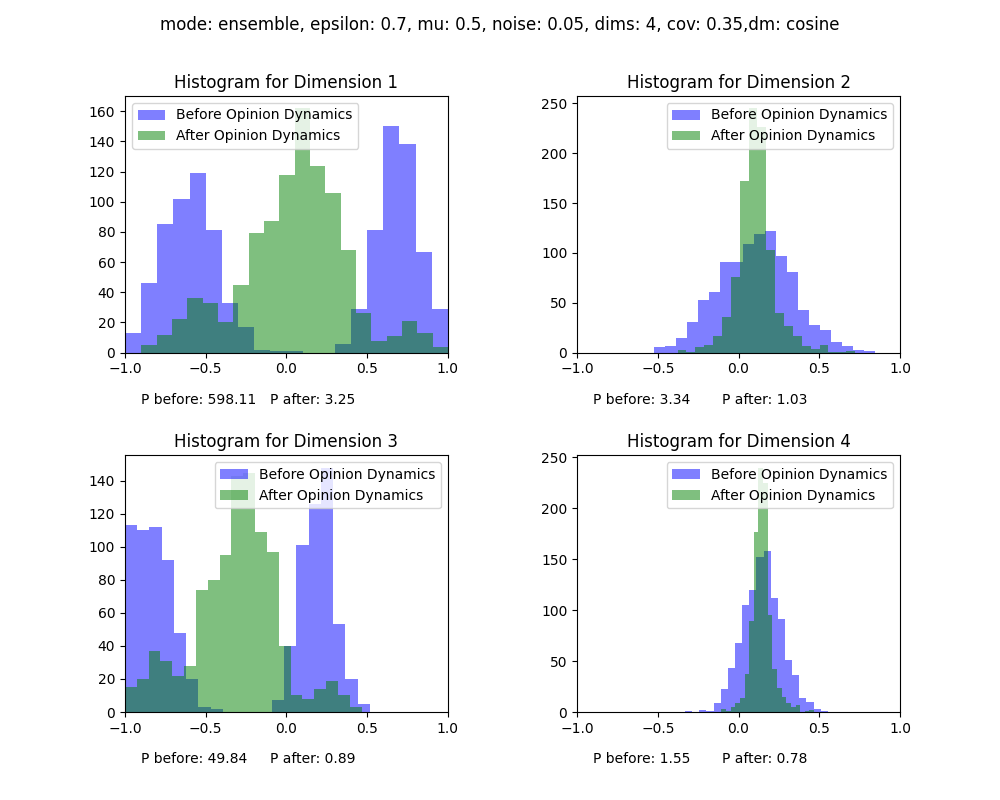 mode: ensemble, epsilon: 0.7, mu: 0.5, noise: 0.05, dims: 4, cov: 0.35,dm: cosine
Histogram for Dimension 1
Before Opinion Dynamics
After Opinion Dynamics
160
140
120
100
80
60
40
20
0
−1.0 −0.5 0.0 0.5 1.0
P before: 598.11 P after: 3.25
Histogram for Dimension 2
Before Opinion Dynamics
After Opinion Dynamics
250
200
150
100
50
0
−1.0 −0.5 0.0 0.5 1.0
P before: 3.34 P after: 1.03
Histogram for Dimension 3
Before Opinion Dynamics
After Opinion Dynamics
140
120
100
80
60
40
20
0
−1.0 −0.5 0.0 0.5 1.0
P before: 49.84 P after: 0.89
Histogram for Dimension 4
Before Opinion Dynamics
After Opinion Dynamics
250
200
150
100
50
0
−1.0 −0.5 0.0 0.5 1.0
P before: 1.55 P after: 0.78